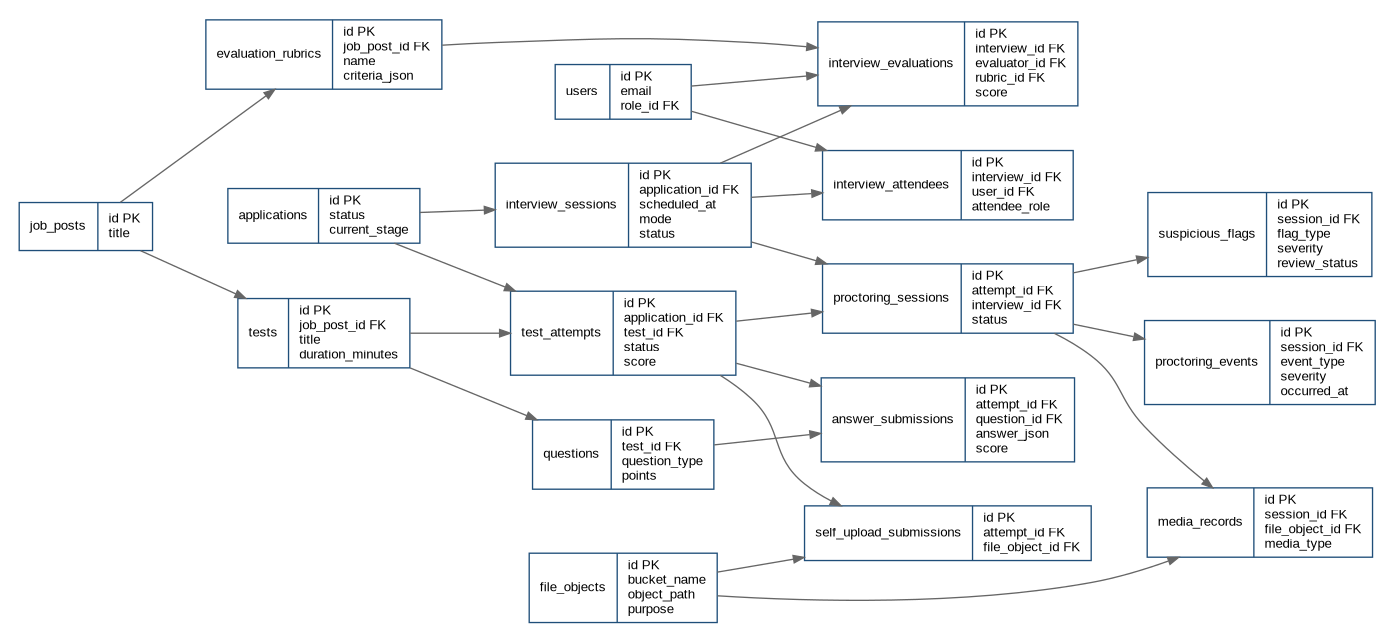 evaluation_rubrics
id PK
job_post_id FK
name
criteria_json
users
id PK
email
role_id FK
interview_evaluations
id PK
interview_id FK
evaluator_id FK
rubric_id FK
score
job_posts
id PK
title
applications
id PK
status
current_stage
interview_sessions
id PK
application_id FK
scheduled_at
mode
status
interview_attendees
id PK
interview_id FK
user_id FK
attendee_role
suspicious_flags
id PK
session_id FK
flag_type
severity
review_status
tests
id PK
job_post_id FK
title
duration_minutes
test_attempts
id PK
application_id FK
test_id FK
status
score
proctoring_sessions
id PK
attempt_id FK
interview_id FK
status
proctoring_events
id PK
session_id FK
event_type
severity
occurred_at
questions
id PK
test_id FK
question_type
points
answer_submissions
id PK
attempt_id FK
question_id FK
answer_json
score
file_objects
id PK
bucket_name
object_path
purpose
self_upload_submissions
id PK
attempt_id FK
file_object_id FK
media_records
id PK
session_id FK
file_object_id FK
media_type